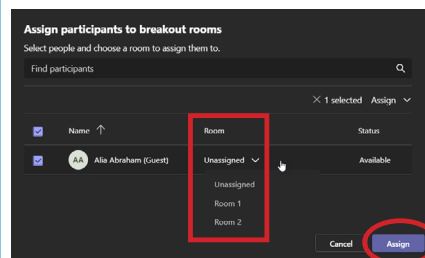 Assign participants to breakout rooms
Select people and choose a room to assign them to.
Find participants
1 selected Assign
Name Room Status
AA Alia Abraham (Guest) Unassigned Available
Unassigned
Room 1
Room 2
Cancel Assign